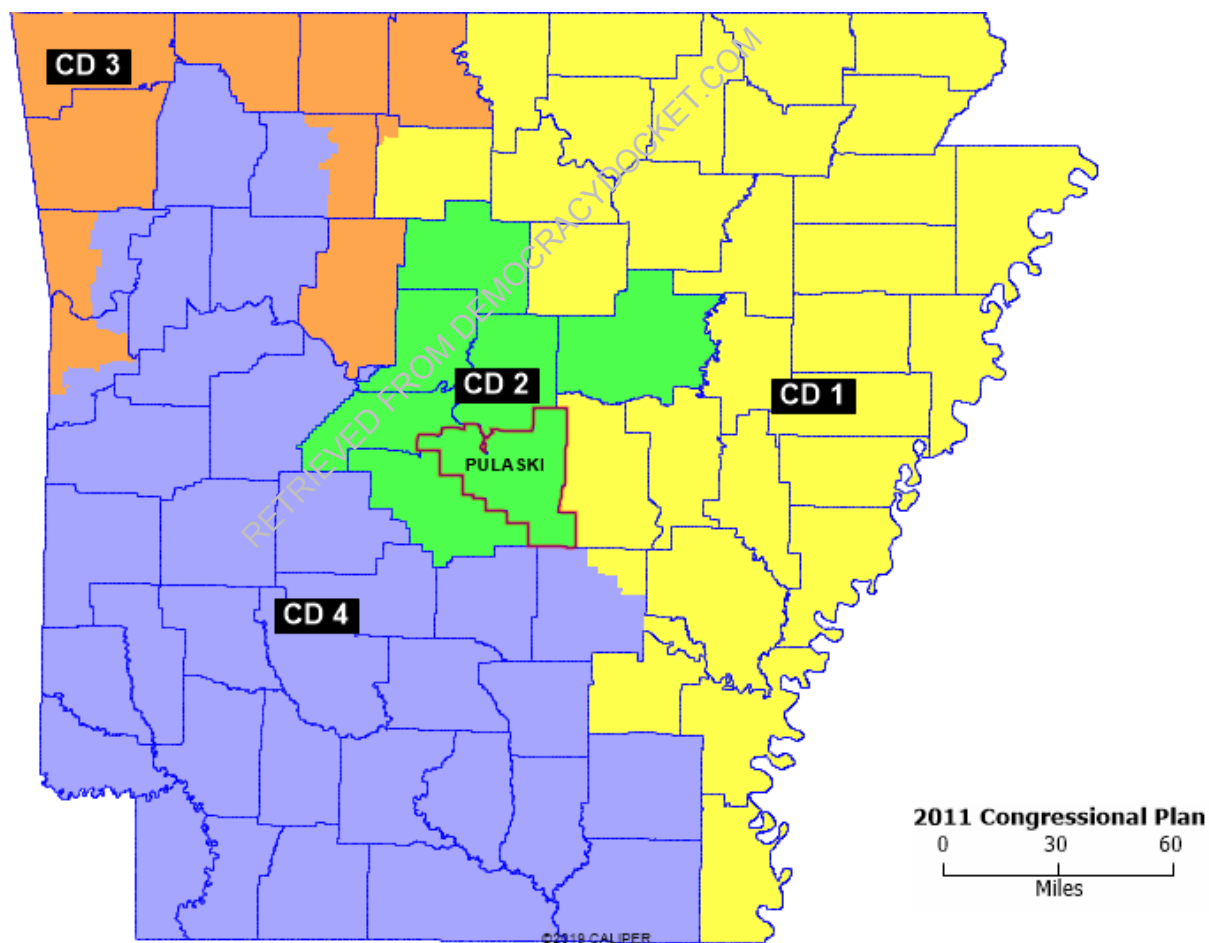 CD 3
RETRIEVED FROM DEMOCRACYDOCKET.COM
CD 2
CD 1
PULASKI
CD 4
2011 Congressional Plan
0 30 60
Miles
©2019 CALIPER